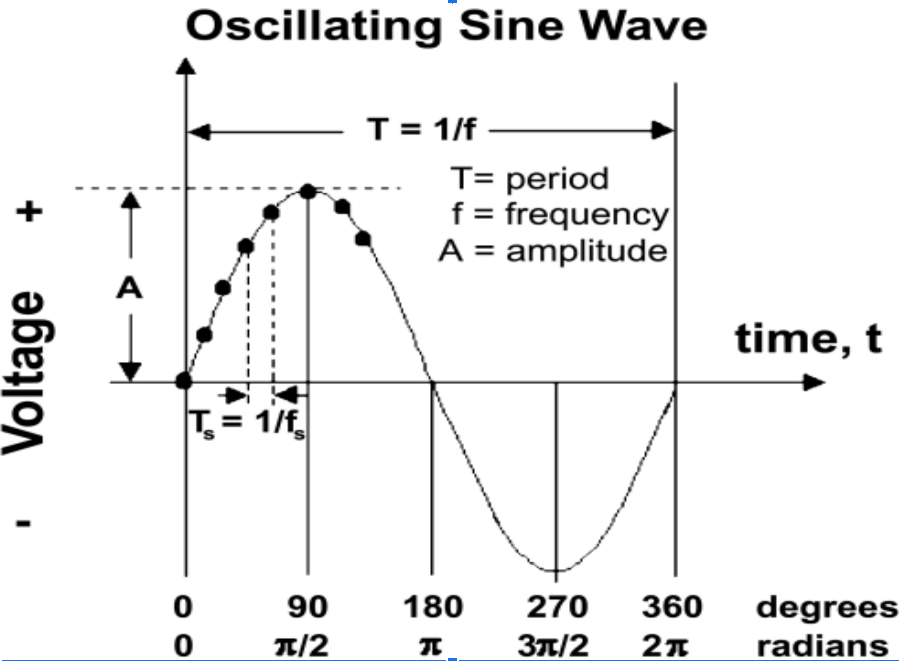 Oscillating Sine Wave
T = 1/f
T= period
f = frequency
A = amplitude
- Voltage +
A
time, t
Ts = 1/fs
0 90 180 270 360 degrees
0 π/2 π 3π/2 2π radians